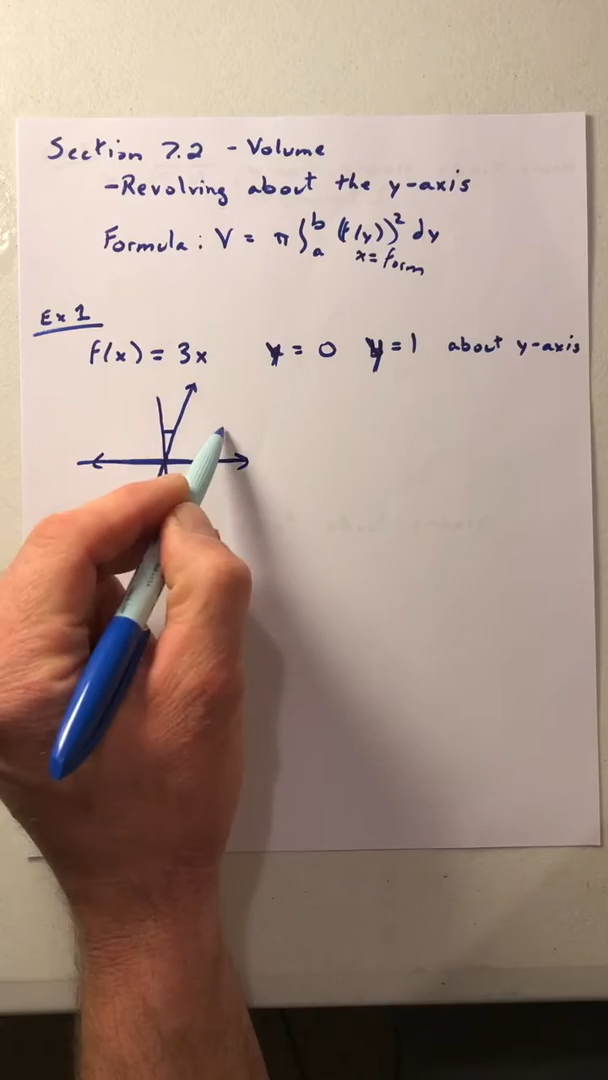 Section 7.2 - Volume
-Revolving about the y-axis
Formula: V = π∫ₐᵇ (f(y))² dy
x = form
Ex 1
f(x) = 3x y = 0 y = 1 about y-axis